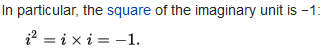 In particular, the square of the imaginary unit is −1:
i² = i × i = −1.